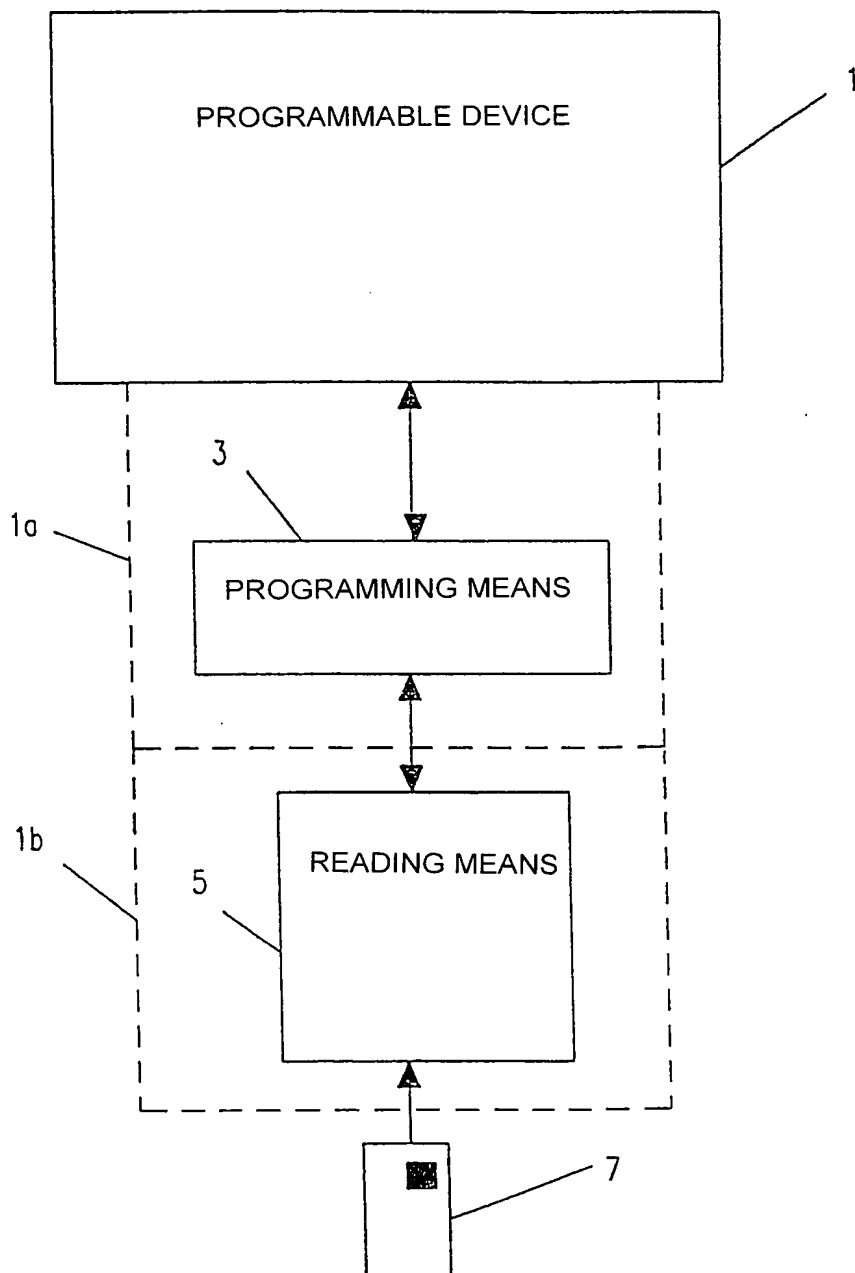 PROGRAMMABLE DEVICE
1
3
1a
PROGRAMMING MEANS
1b
READING MEANS
5
7